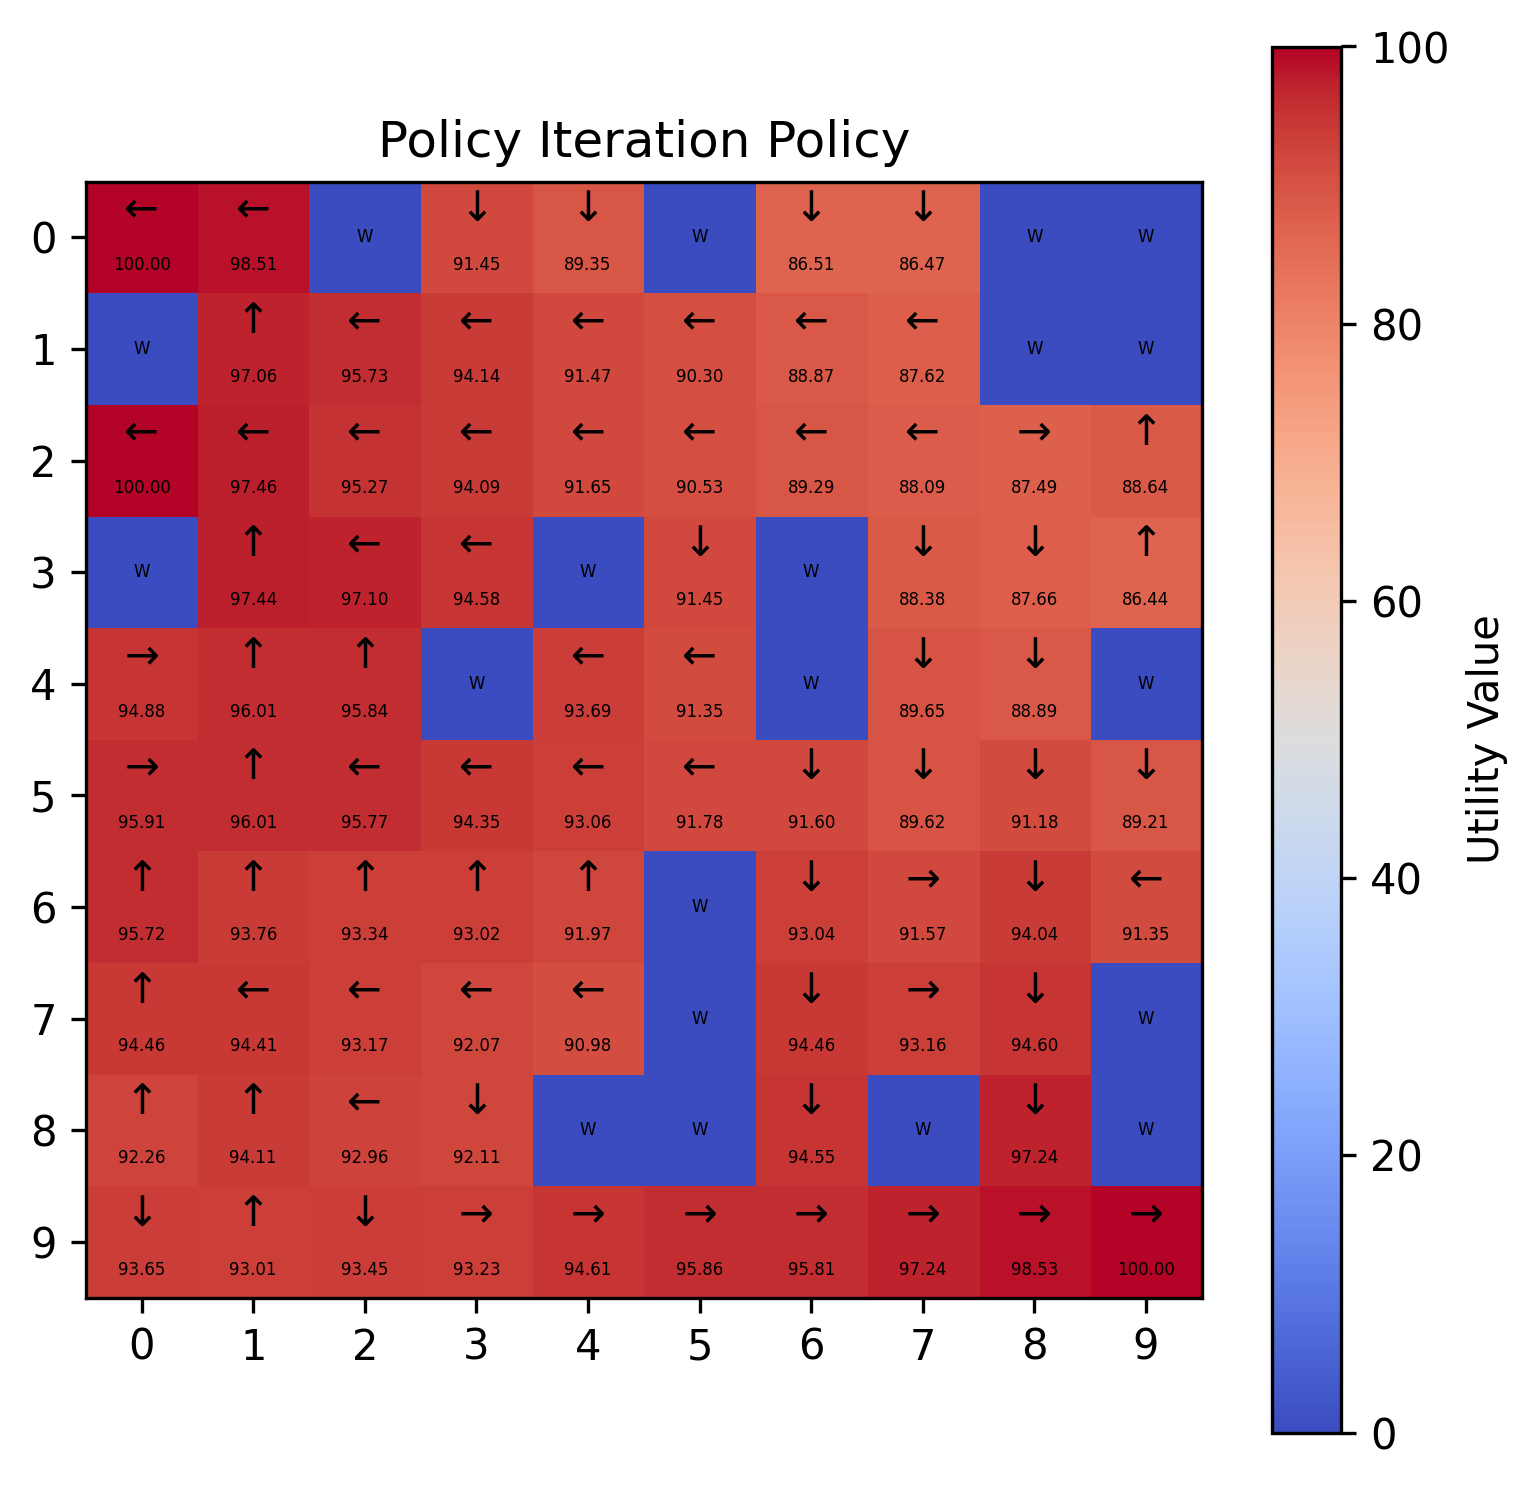 Policy Iteration Policy
← ← W ↓ ↓ W ↓ ↓ W W
0
100.00 98.51 91.45 89.35 86.51 86.47
W ↑ ← ← ← ← ← ← W W
1
97.06 95.73 94.14 91.47 90.30 88.87 87.62
← ← ← ← ← ← ← ← → ↑
2
100.00 97.46 95.27 94.09 91.65 90.53 89.29 88.09 87.49 88.64
W ↑ ← ← W ↓ W ↓ ↓ ↑
3
97.44 97.10 94.58 91.45 88.38 87.66 86.44
→ ↑ ↑ W ← ← W ↓ ↓ W
4
94.88 96.01 95.84 93.69 91.35 89.65 88.89
→ ↑ ← ← ← ← ↓ ↓ ↓ ↓
5
95.91 96.01 95.77 94.35 93.06 91.78 91.60 89.62 91.18 89.21
↑ ↑ ↑ ↑ ↑ W ↓ → ↓ ←
6
95.72 93.76 93.34 93.02 91.97 93.04 91.57 94.04 91.35
↑ ← ← ← ← W ↓ → ↓ W
7
94.46 94.41 93.17 92.07 90.98 94.46 93.16 94.60
↑ ↑ ← ↓ W W ↓ W ↓ W
8
92.26 94.11 92.96 92.11 94.55 97.24
↓ ↑ ↓ → → → → → → →
9
93.65 93.01 93.45 93.23 94.61 95.86 95.81 97.24 98.53 100.00
0 1 2 3 4 5 6 7 8 9
100
80
60
40
20
0
Utility Value